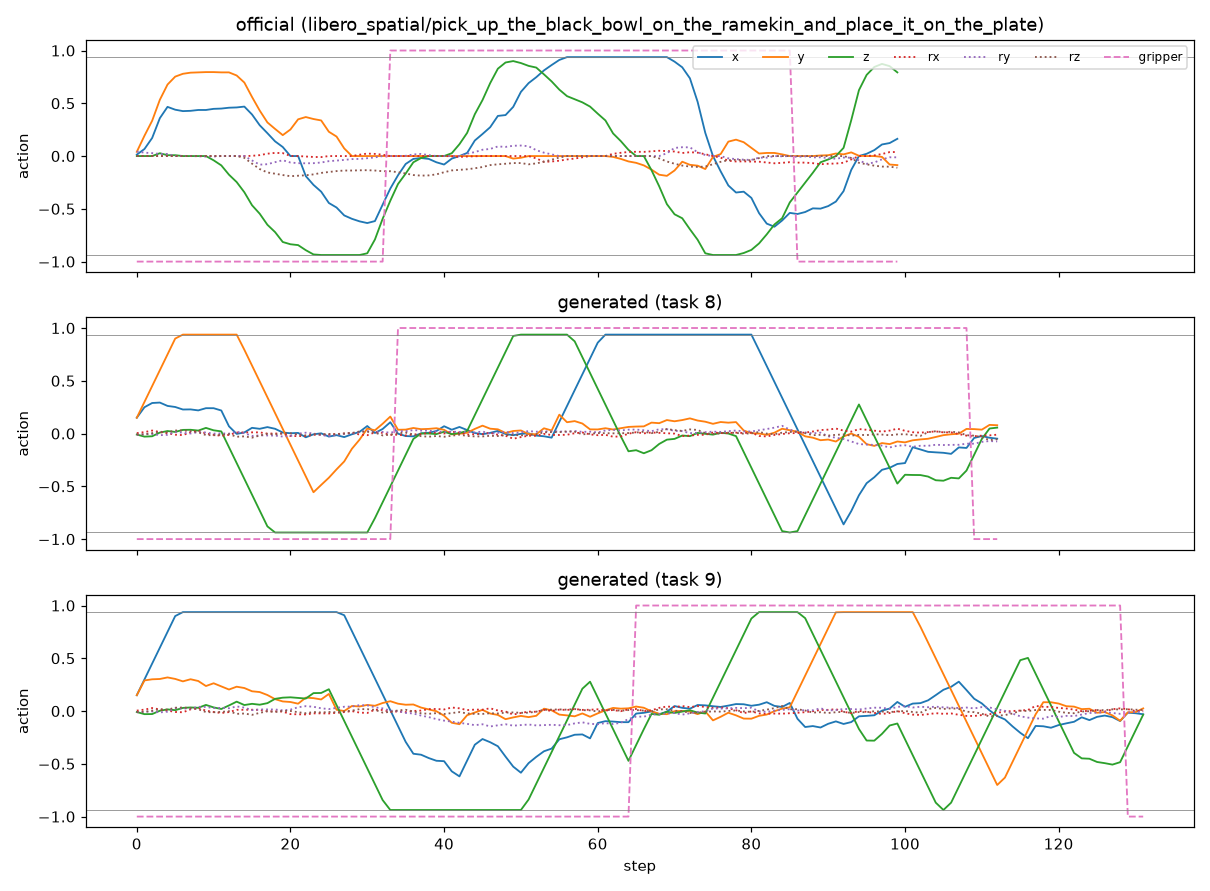 official (libero_spatial/pick_up_the_black_bowl_on_the_ramekin_and_place_it_on_the_plate)
1.0
0.5
0.0
−0.5
−1.0
action
x y z rx ry rz gripper
generated (task 8)
1.0
0.5
0.0
−0.5
−1.0
action
generated (task 9)
1.0
0.5
0.0
−0.5
−1.0
action
0 20 40 60 80 100 120
step